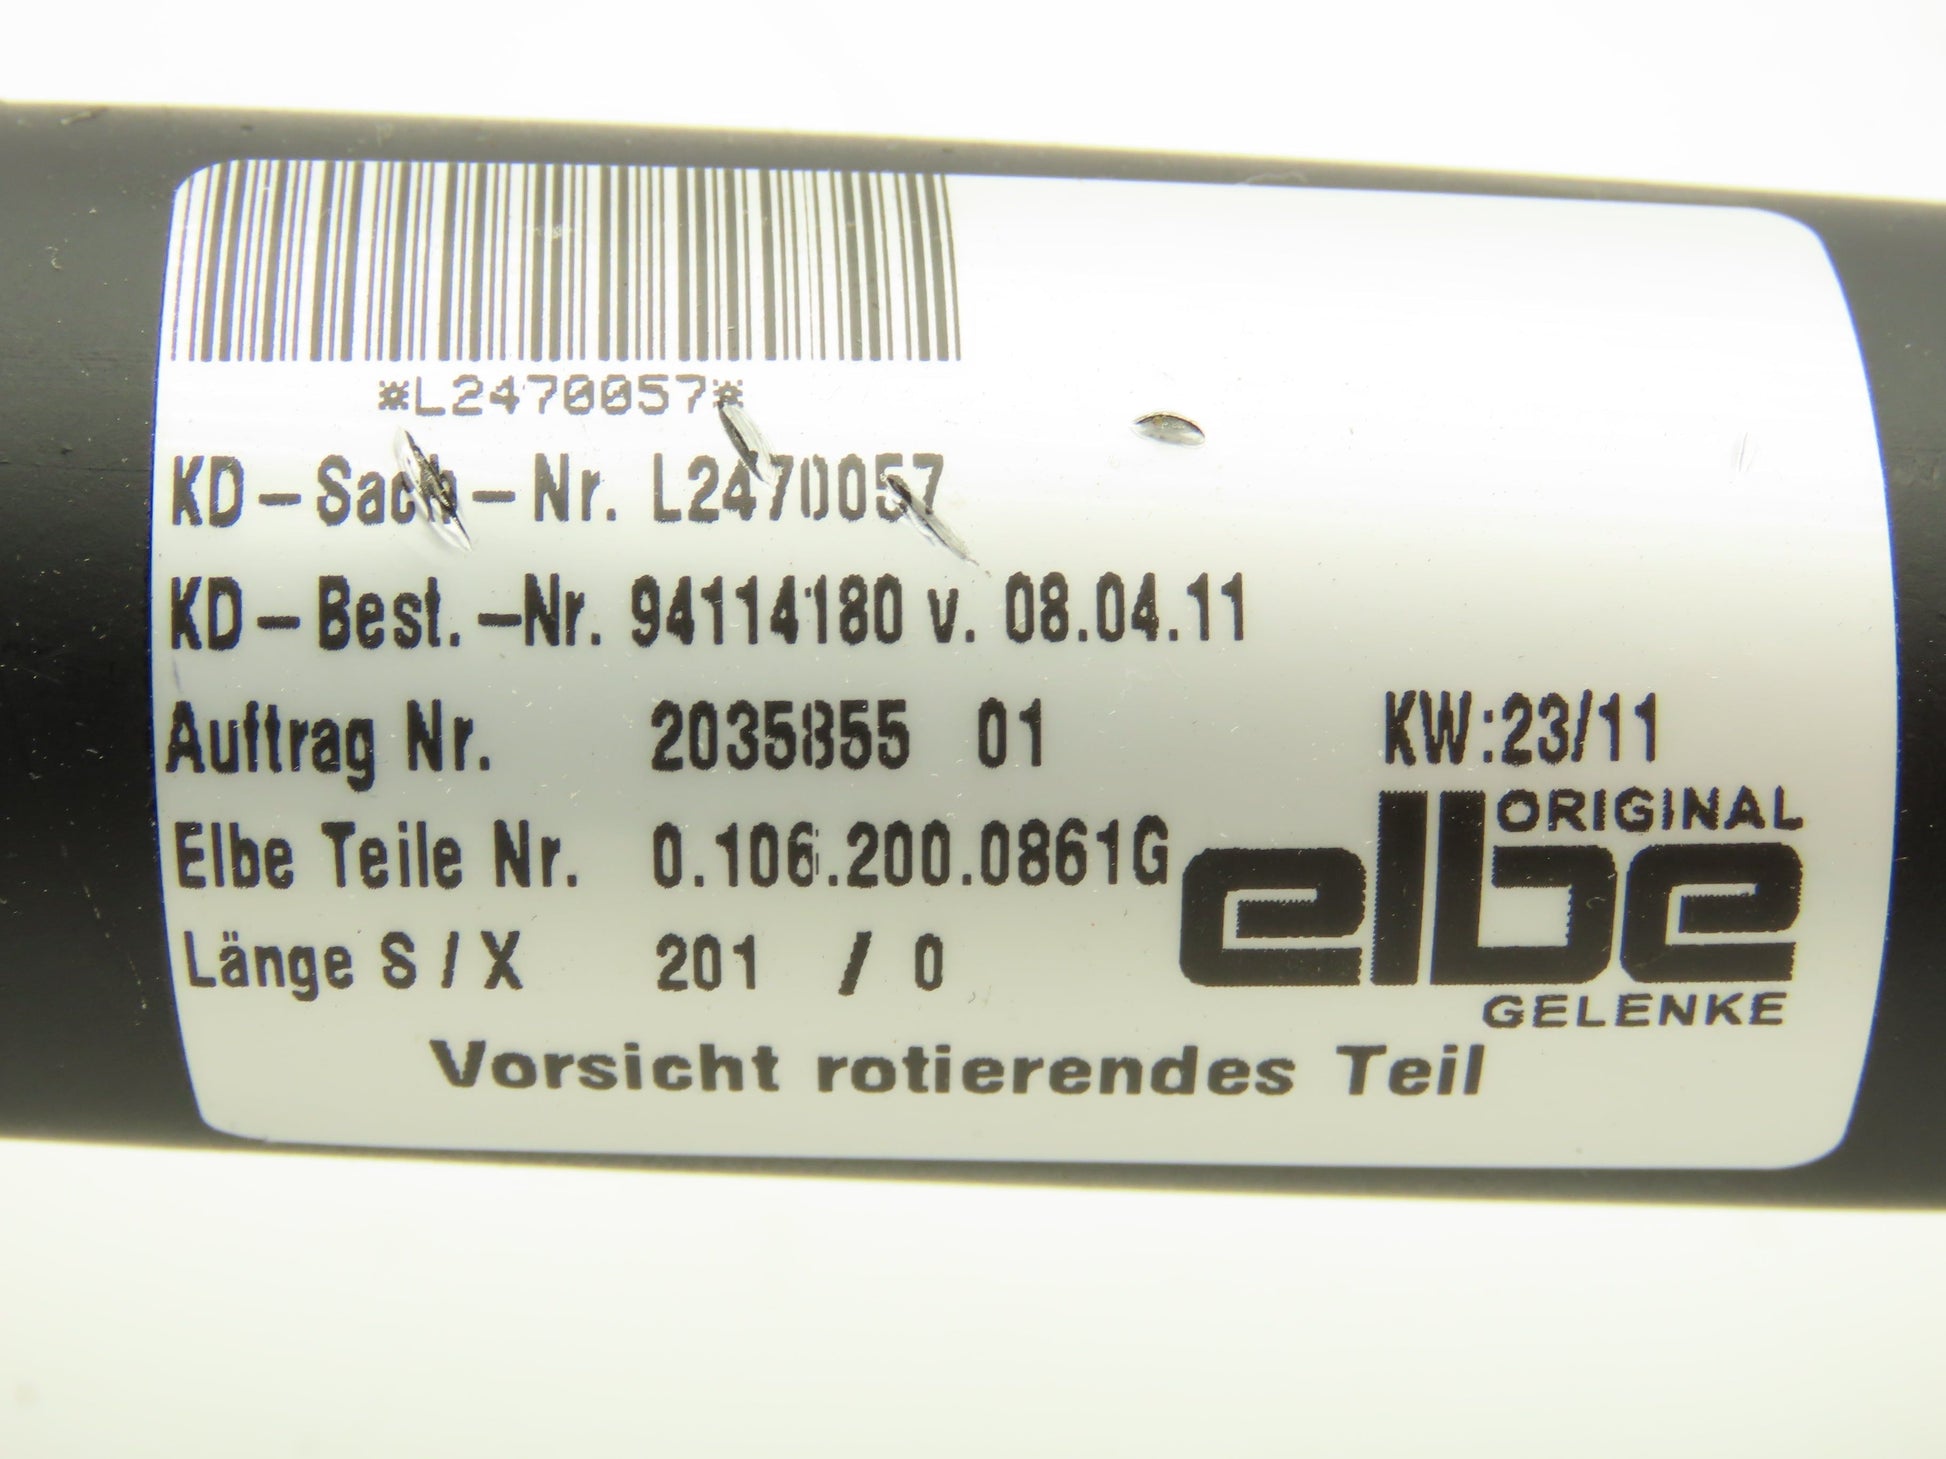 *L2470057*
KD-Sach-Nr. L2470057
KD-Best.-Nr. 94114180 v. 08.04.11
Auftrag Nr. 2035855 01 KW:23/11
Elbe Teile Nr. 0.106.200.0861G
ORIGINAL
elbe
GELENKE
Länge S / X 201 / 0
Vorsicht rotierendes Teil